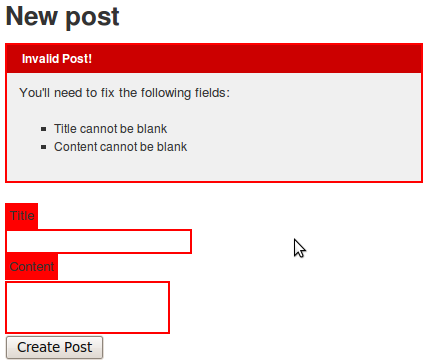 New post
Invalid Post!
You'll need to fix the following fields:
Title cannot be blank
Content cannot be blank
Title
Content
Create Post